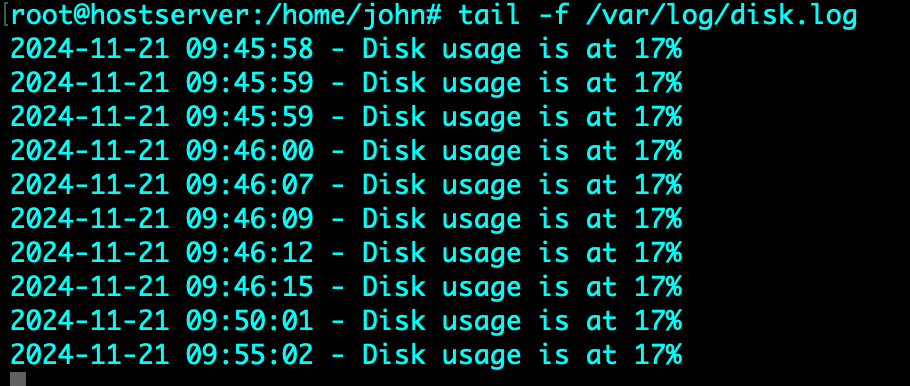 [root@hostserver:/home/john# tail -f /var/log/disk.log
2024-11-21 09:45:58 - Disk usage is at 17%
2024-11-21 09:45:59 - Disk usage is at 17%
2024-11-21 09:45:59 - Disk usage is at 17%
2024-11-21 09:46:00 - Disk usage is at 17%
2024-11-21 09:46:07 - Disk usage is at 17%
2024-11-21 09:46:09 - Disk usage is at 17%
2024-11-21 09:46:12 - Disk usage is at 17%
2024-11-21 09:46:15 - Disk usage is at 17%
2024-11-21 09:50:01 - Disk usage is at 17%
2024-11-21 09:55:02 - Disk usage is at 17%